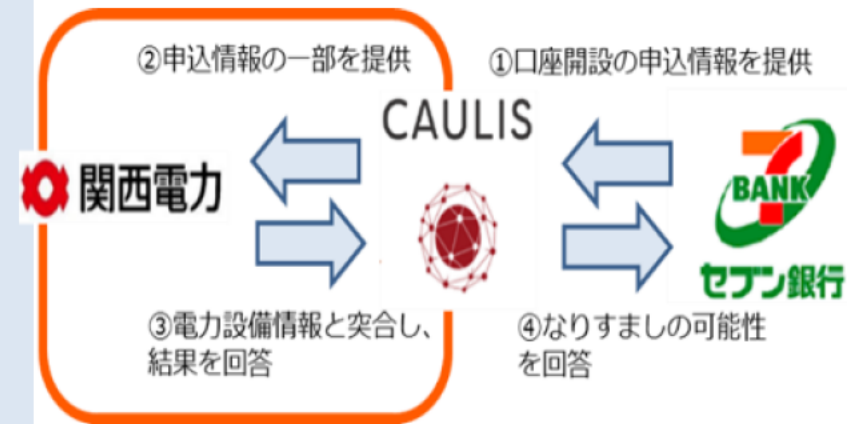 ②申込情報の一部を提供
①口座開設の申込情報を提供
CAULIS
関西電力
7
BANK
セブン銀行
③電力設備情報と突合し、
結果を回答
④なりすましの可能性
を回答